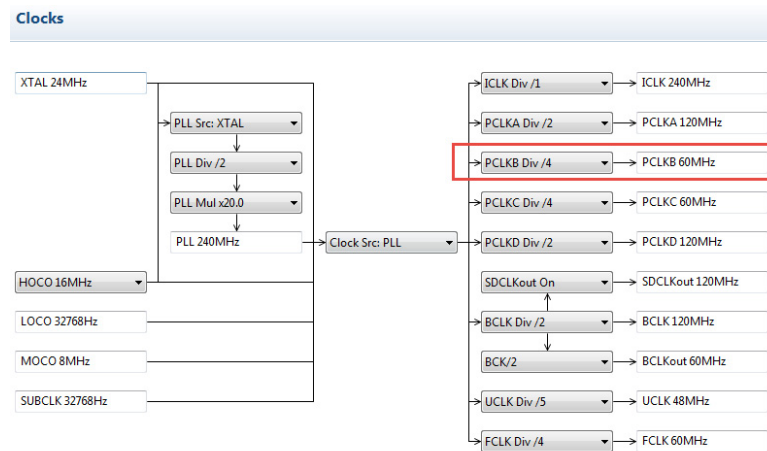 Clocks
XTAL 24MHz
ICLK Div /1
ICLK 240MHz
PLL Src: XTAL
PCLKA Div /2
PCLKA 120MHz
PLL Div /2
PCLKB Div /4
PCLKB 60MHz
PLL Mul x20.0
PCLKC Div /4
PCLKC 60MHz
PLL 240MHz
Clock Src: PLL
PCLKD Div /2
PCLKD 120MHz
HOCO 16MHz
SDCLKout On
SDCLKout 120MHz
LOCO 32768Hz
BCLK Div /2
BCLK 120MHz
MOCO 8MHz
BCK/2
BCLKout 60MHz
SUBCLK 32768Hz
UCLK Div /5
UCLK 48MHz
FCLK Div /4
FCLK 60MHz